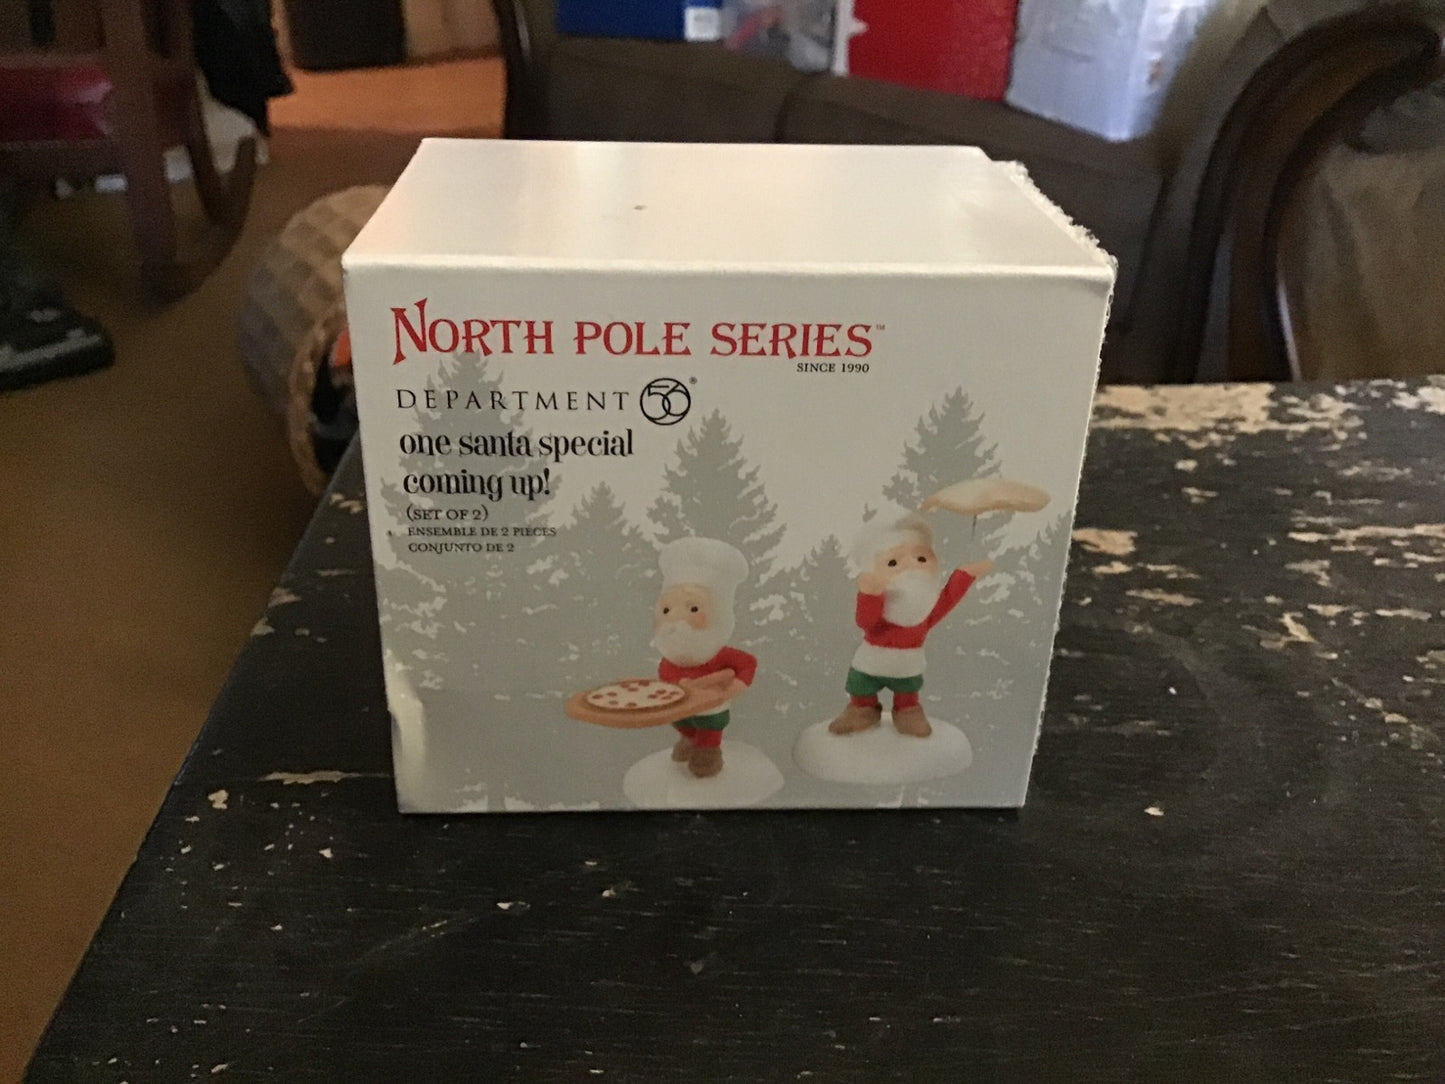 NORTH POLE SERIES™
SINCE 1990
DEPARTMENT 56®
one santa special
coming up!
(SET OF 2)
ENSEMBLE DE 2 PIECES
CONJUNTO DE 2